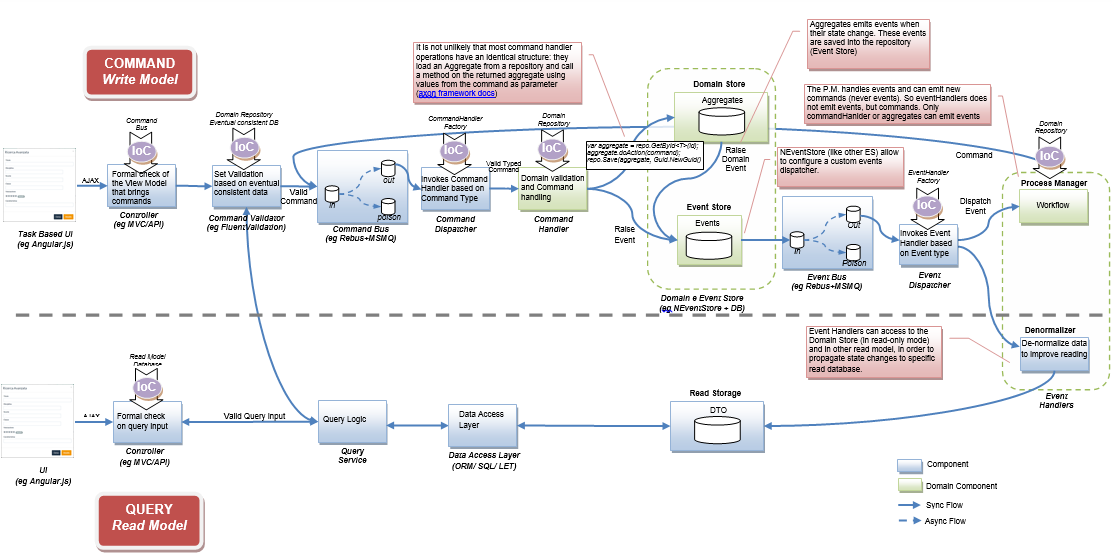 COMMAND
Write Model
It is not unlikely that most command handler
operations have an identical structure: they
load an Aggregate from a repository and call
a method on the returned aggregate using
values from the command as parameter
(axon framework docs)
Aggregates emits events when
their state change. These events
are saved into the repository
(Event Store)
The P.M. handles events and can emit new
commands (never events). So eventHandlers does
not emit events, but commands. Only
commandHanlder or aggregates can emit events
NEventStore (like other ES) allow
to configure a custom events
dispatcher.
Domain Store
Aggregates
Command
Bus
IoC
Domain Repository
Eventual consistent DB
IoC
CommandHandler
Factory
IoC
Domain
Repository
IoC
var aggregate = repo.GetById<T>(id);
aggregate.doAction(command);
repo.Save(aggregate, Guid.NewGuid()
Raise
Domain
Event
Command
Domain
Repository
IoC
EventHandler
Factory
IoC
AJAX
Formal check of
the View Model
that brings
commands
Controller
(eg MVC/API)
Set Validation
based on eventual
consistent data
Command Validator
(eg FluentValidation)
Valid
Command
in
out
poison
Command Bus
(eg Rebus+MSMQ)
Invokes Command
Handler based on
Command Type
Command
Dispatcher
Valid Typed
Command
Domain validation
and Command
handling
Command
Handler
Raise
Event
Event Store
Events
Domain e Event Store
(eg NEventStore + DB)
in
Out
Poison
Event Bus
(eg Rebus+MSMQ)
Invokes Event
Handler based
on Event type
Event
Dispatcher
Dispatch
Event
Process Manager
Workflow
Task Based UI
(eg Angular.js)
Event Handlers can access to the
Domain Store (in read-only mode)
and in other read model, in order to
propagate state changes to specific
read database.
Denormalizer
De-normalize data
to improve reading
Event
Handlers
Read Model
Database
IoC
AJAX
Formal check
on query input
Controller
(eg MVC/API)
Valid Query Input
Query Logic
Query
Service
Data Access
Layer
Data Access Layer
(ORM/ SQL/ LET)
Read Storage
DTO
UI
(eg Angular.js)
QUERY
Read Model
Component
Domain Component
Sync Flow
Async Flow